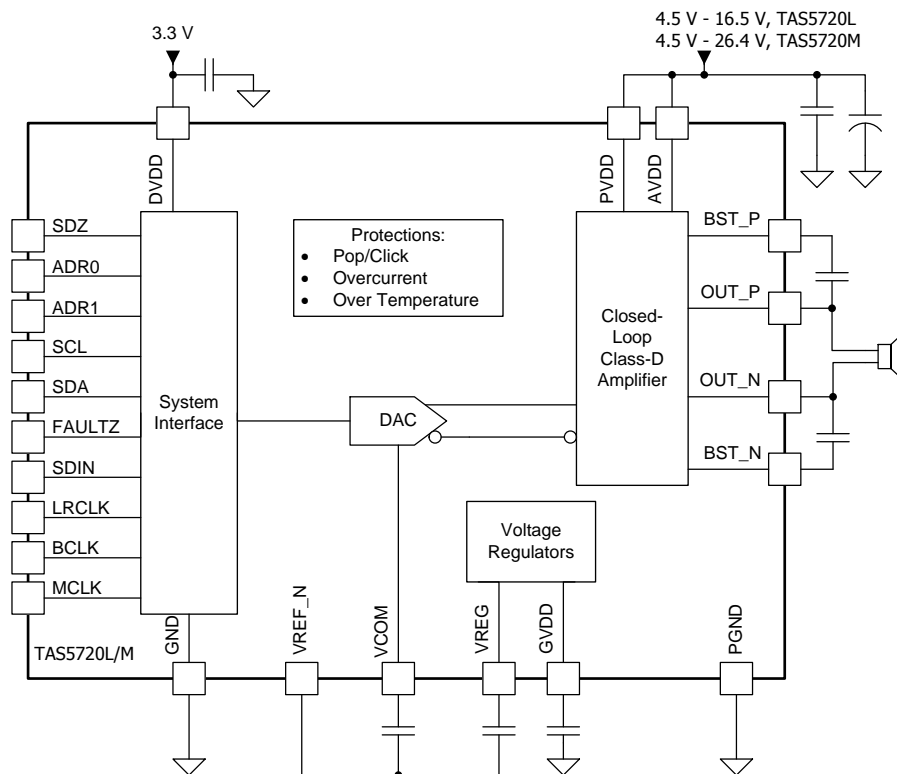 4.5 V - 16.5 V, TAS5720L
3.3 V
4.5 V - 26.4 V, TAS5720M
DVDD
PVDD
AVDD
SDZ
ADR0
ADR1
SCL
SDA
FAULTZ
SDIN
LRCLK
BCLK
MCLK
System
Interface
Protections:
• Pop/Click
• Overcurrent
• Over Temperature
DAC
Closed-
Loop
Class-D
Amplifier
BST_P
OUT_P
OUT_N
BST_N
Voltage
Regulators
TAS5720L/M
GND
VREF_N
VCOM
VREG
GVDD
PGND